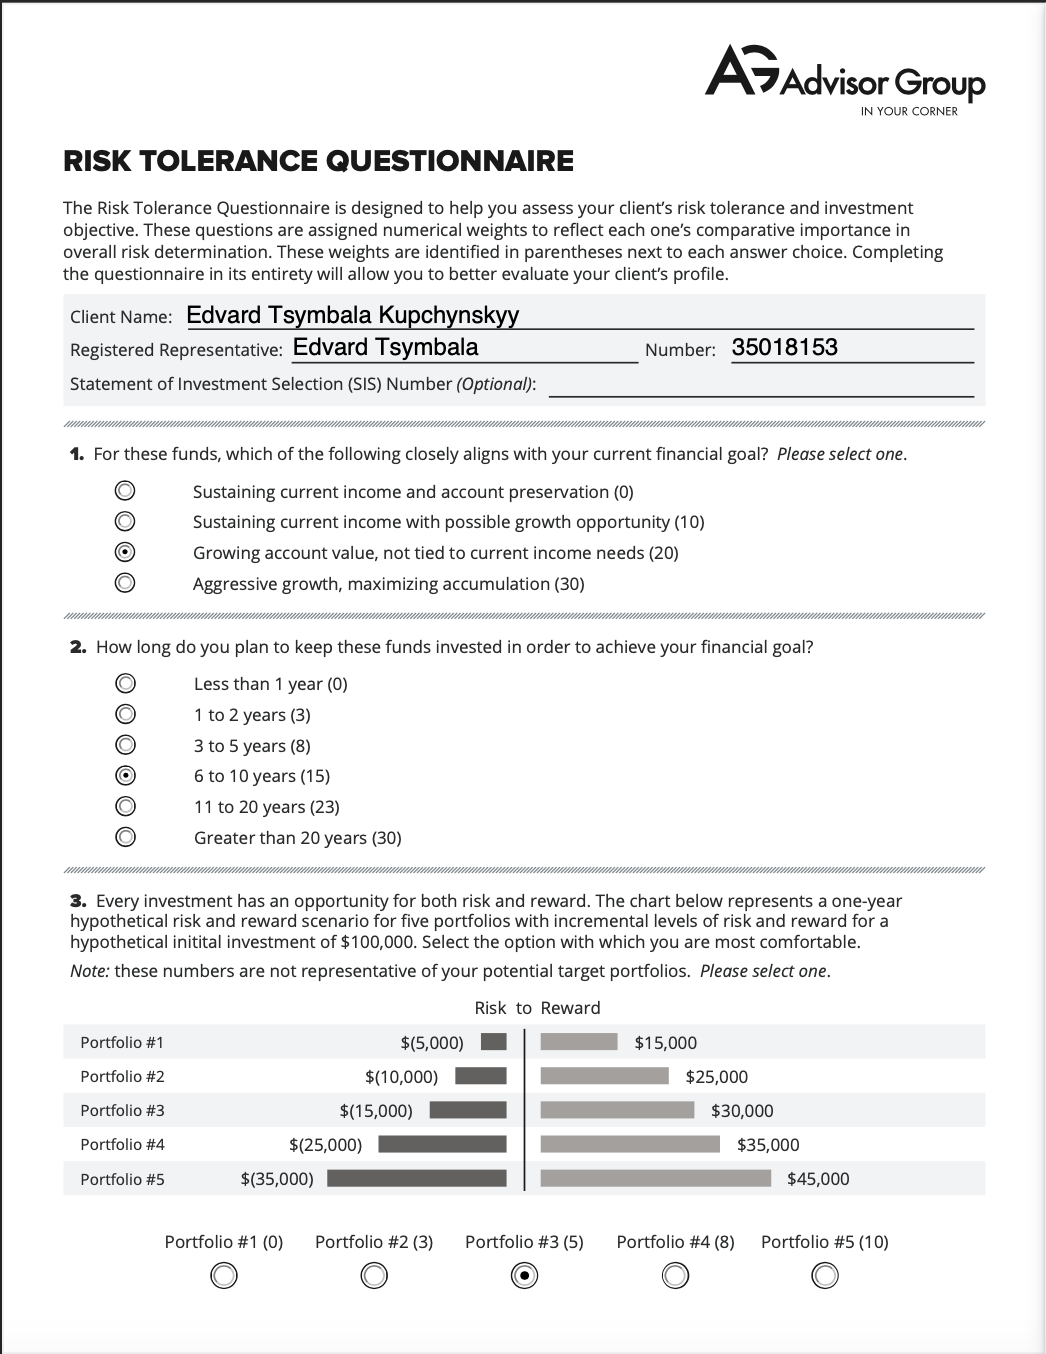 AG Advisor Group
IN YOUR CORNER
RISK TOLERANCE QUESTIONNAIRE
The Risk Tolerance Questionnaire is designed to help you assess your client’s risk tolerance and investment
objective. These questions are assigned numerical weights to reflect each one’s comparative importance in
overall risk determination. These weights are identified in parentheses next to each answer choice. Completing
the questionnaire in its entirety will allow you to better evaluate your client’s profile.
Client Name: Edvard Tsymbala Kupchynskyy
Registered Representative: Edvard Tsymbala Number: 35018153
Statement of Investment Selection (SIS) Number (Optional):
1. For these funds, which of the following closely aligns with your current financial goal? Please select one.
Sustaining current income and account preservation (0)
Sustaining current income with possible growth opportunity (10)
Growing account value, not tied to current income needs (20)
Aggressive growth, maximizing accumulation (30)
2. How long do you plan to keep these funds invested in order to achieve your financial goal?
Less than 1 year (0)
1 to 2 years (3)
3 to 5 years (8)
6 to 10 years (15)
11 to 20 years (23)
Greater than 20 years (30)
3. Every investment has an opportunity for both risk and reward. The chart below represents a one-year
hypothetical risk and reward scenario for five portfolios with incremental levels of risk and reward for a
hypothetical initital investment of $100,000. Select the option with which you are most comfortable.
Note: these numbers are not representative of your potential target portfolios. Please select one.
Risk to Reward
Portfolio #1 $(5,000) $15,000
Portfolio #2 $(10,000) $25,000
Portfolio #3 $(15,000) $30,000
Portfolio #4 $(25,000) $35,000
Portfolio #5 $(35,000) $45,000
Portfolio #1 (0) Portfolio #2 (3) Portfolio #3 (5) Portfolio #4 (8) Portfolio #5 (10)